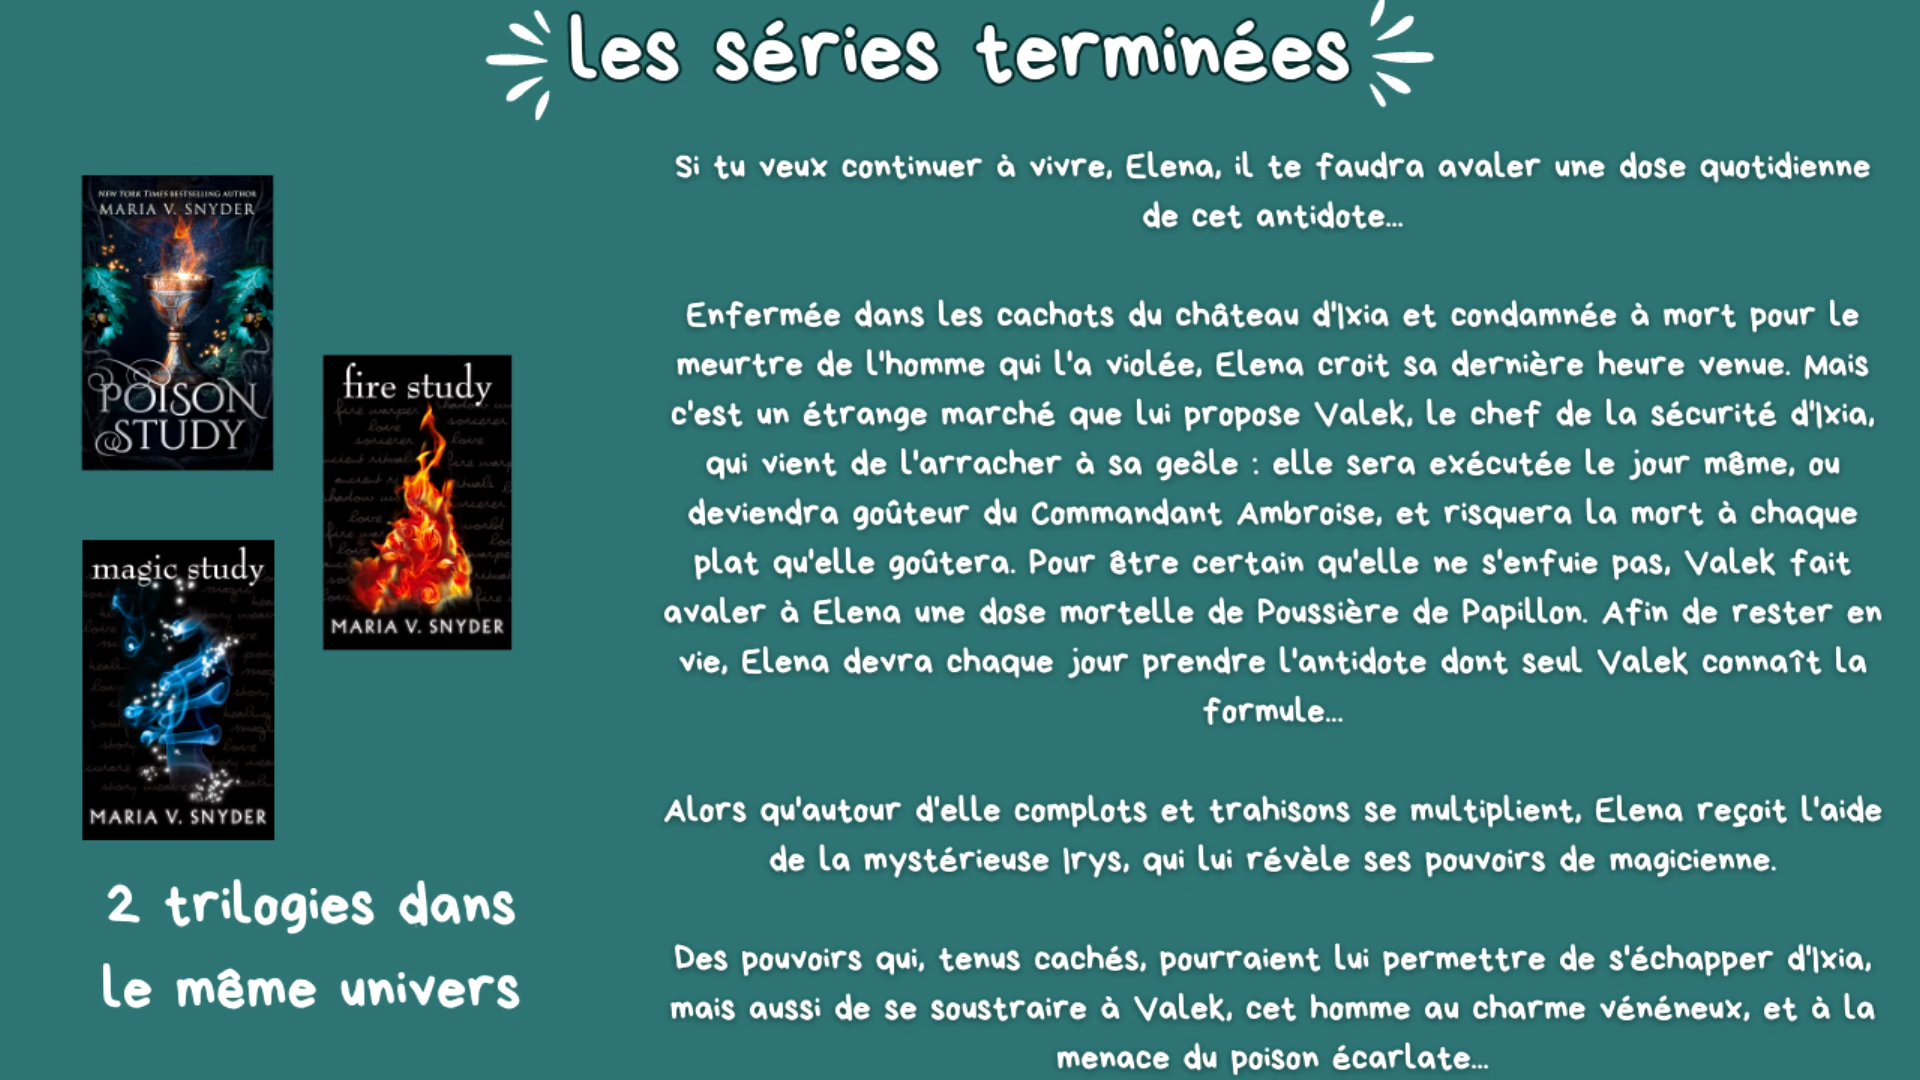 les séries terminées
NEW YORK TIMES BESTSELLING AUTHOR
MARIA V. SNYDER
POISON
STUDY
fire study
MARIA V. SNYDER
magic study
MARIA V. SNYDER
2 trilogies dans
le même univers
Si tu veux continuer à vivre, Elena, il te faudra avaler une dose quotidienne
de cet antidote...
Enfermée dans les cachots du château d'Ixia et condamnée à mort pour le
meurtre de l'homme qui l'a violée, Elena croit sa dernière heure venue. Mais
c'est un étrange marché que lui propose Valek, le chef de la sécurité d'Ixia,
qui vient de l'arracher à sa geôle : elle sera exécutée le jour même, ou
deviendra goûteur du Commandant Ambroise, et risquera la mort à chaque
plat qu'elle goûtera. Pour être certain qu'elle ne s'enfuie pas, Valek fait
avaler à Elena une dose mortelle de Poussière de Papillon. Afin de rester en
vie, Elena devra chaque jour prendre l'antidote dont seul Valek connaît la
formule...
Alors qu'autour d'elle complots et trahisons se multiplient, Elena reçoit l'aide
de la mystérieuse Irys, qui lui révèle ses pouvoirs de magicienne.
Des pouvoirs qui, tenus cachés, pourraient lui permettre de s'échapper d'Ixia,
mais aussi de se soustraire à Valek, cet homme au charme vénéneux, et à la
menace du poison écarlate...